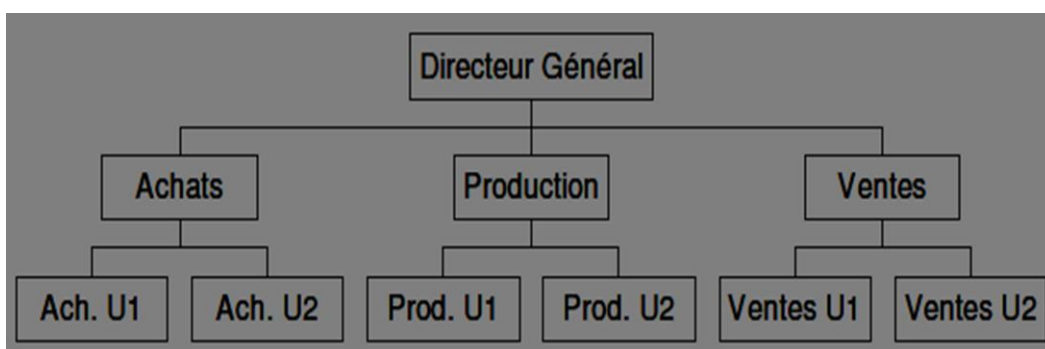 Directeur Général
Achats
Production
Ventes
Ach. U1
Ach. U2
Prod. U1
Prod. U2
Ventes U1
Ventes U2